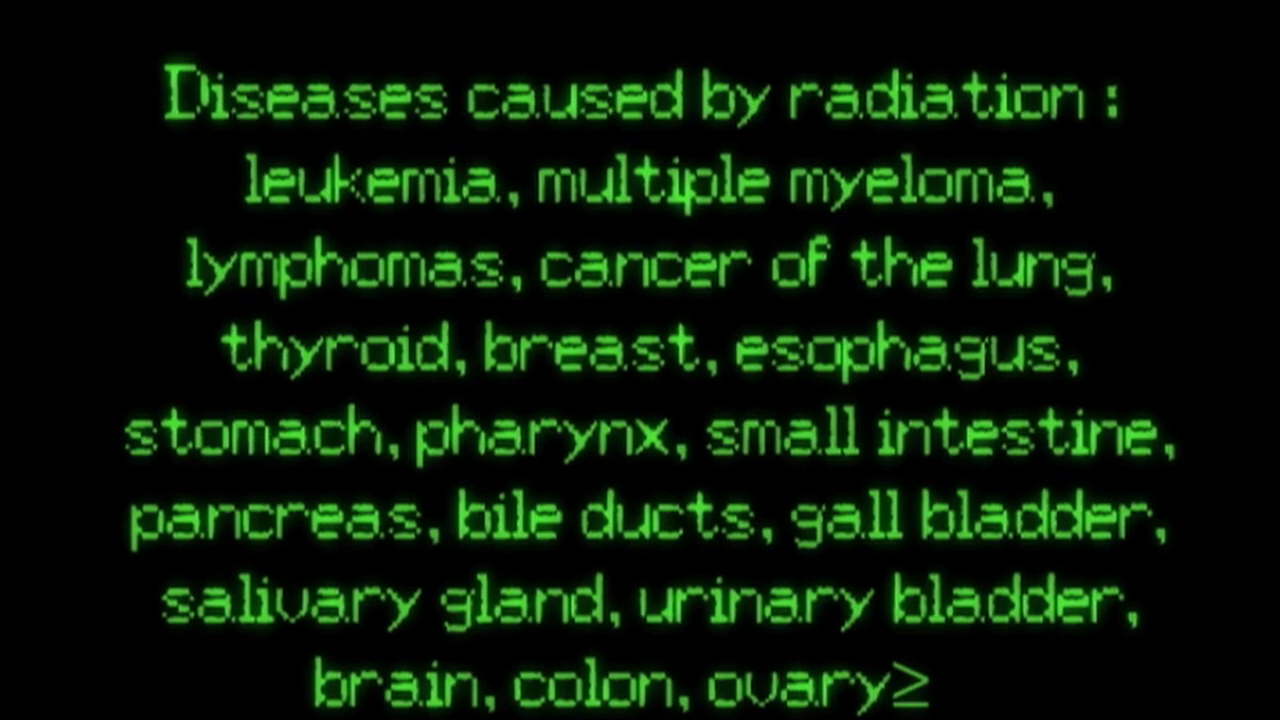 Diseases caused by radiation :
leukemia, multiple myeloma,
lymphomas, cancer of the lung,
thyroid, breast, esophagus,
stomach, pharynx, small intestine,
pancreas, bile ducts, gall bladder,
salivary gland, urinary bladder,
brain, colon, ovary≥